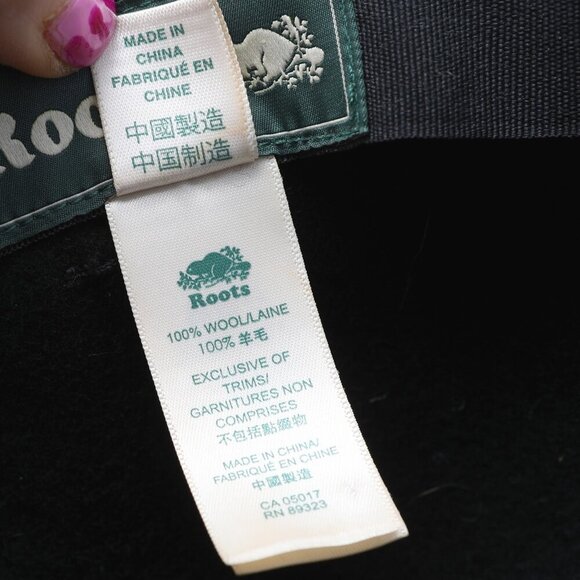 MADE IN
CHINA
FABRIQUÉ EN
CHINE
中國製造
中国制造
Roots
100% WOOL/LAINE
100% 羊毛
EXCLUSIVE OF
TRIMS/
GARNITURES NON
COMPRISES
不包括點綴物
MADE IN CHINA/
FABRIQUÉ EN CHINE
中國製造
CA 05017
RN 89323